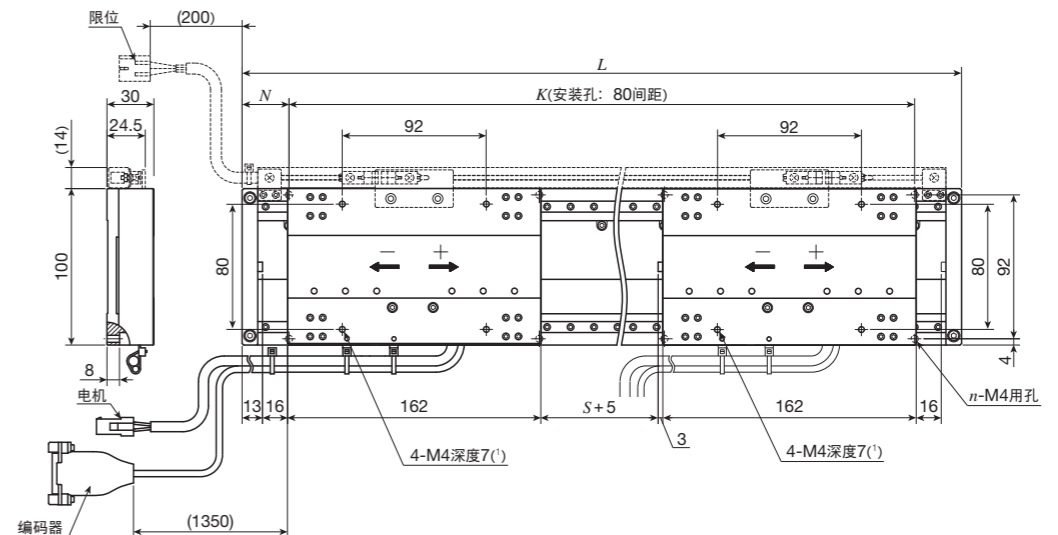 限位
(200)
L
30
N
K(安装孔：80间距)
24.5
92
92
(14)
100
80
− +
− +
80
92
4
8
电机
13 16
162
S+5
162
16
n-M4用孔
3
4-M4深度7(1)
4-M4深度7(1)
编码器
(1350)